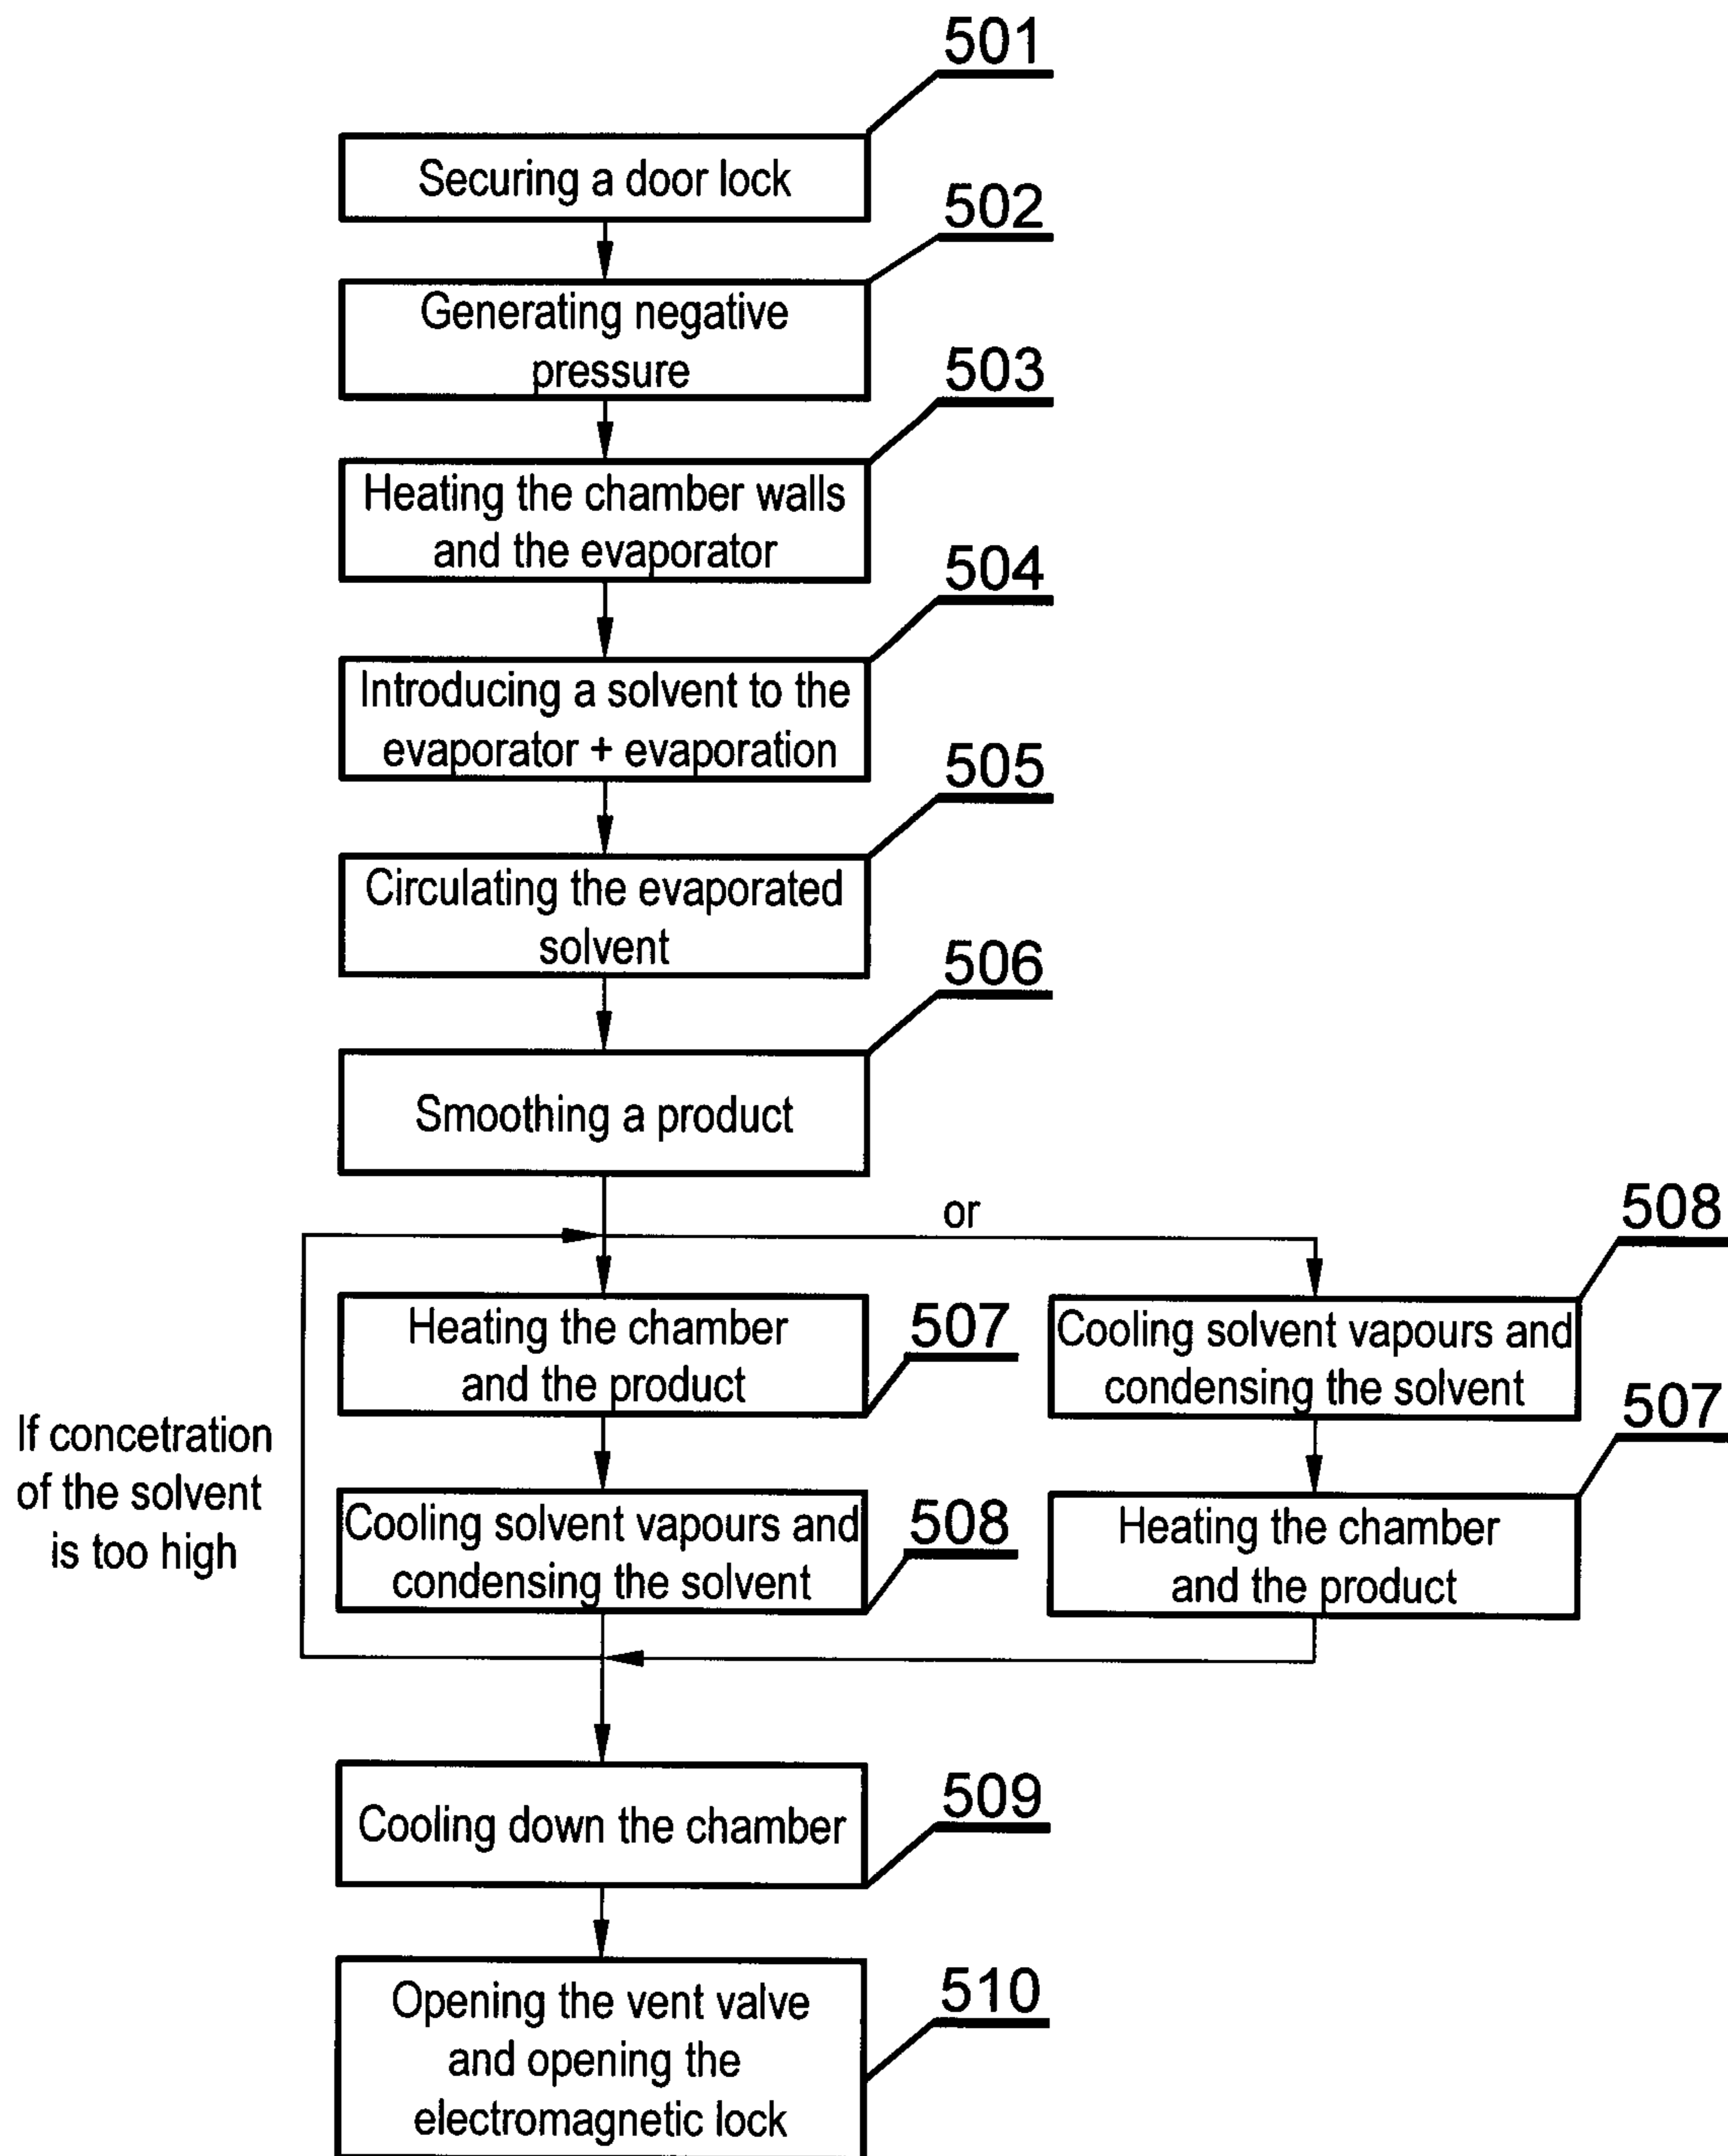 501
Securing a door lock
502
Generating negative
pressure
503
Heating the chamber walls
and the evaporator
504
Introducing a solvent to the
evaporator + evaporation
505
Circulating the evaporated
solvent
506
Smoothing a product
or
508
Heating the chamber
and the product
507
Cooling solvent vapours and
condensing the solvent
507
If concetration
of the solvent
is too high
Cooling solvent vapours and
condensing the solvent
508
Heating the chamber
and the product
509
Cooling down the chamber
510
Opening the vent valve
and opening the
electromagnetic lock